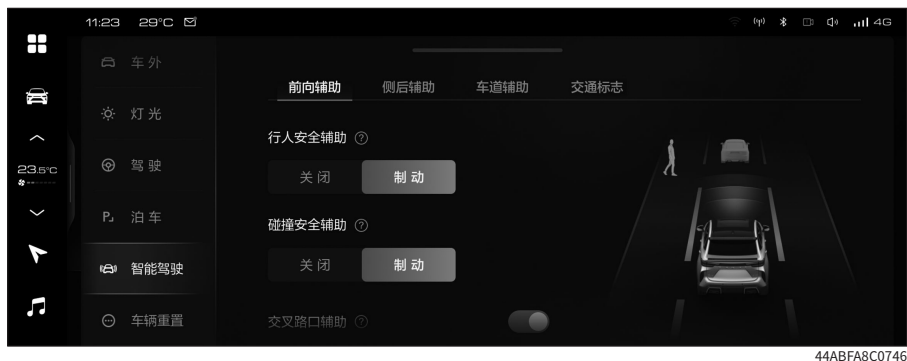 11:23 29°C
4G
车外
前向辅助 侧后辅助 车道辅助 交通标志
灯光
行人安全辅助
23.5°C
驾驶
关闭 制动
泊车
碰撞安全辅助
智能驾驶
关闭 制动
车辆重置
交叉路口辅助
44ABFA8C0746